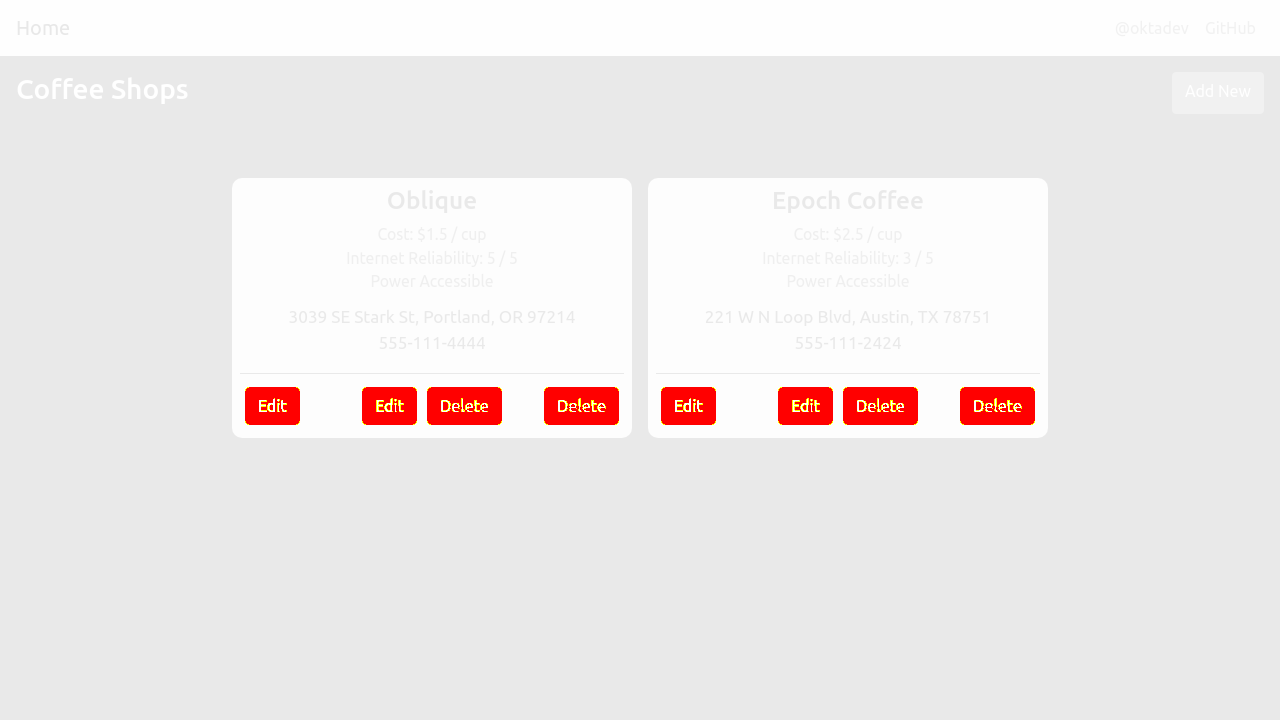 Home @oktadev GitHub
Coffee Shops Add New
Oblique
Cost: $1.5 / cup
Internet Reliability: 5 / 5
Power Accessible
3039 SE Stark St, Portland, OR 97214
555-111-4444
Edit Edit Delete Delete
Epoch Coffee
Cost: $2.5 / cup
Internet Reliability: 3 / 5
Power Accessible
221 W N Loop Blvd, Austin, TX 78751
555-111-2424
Edit Edit Delete Delete